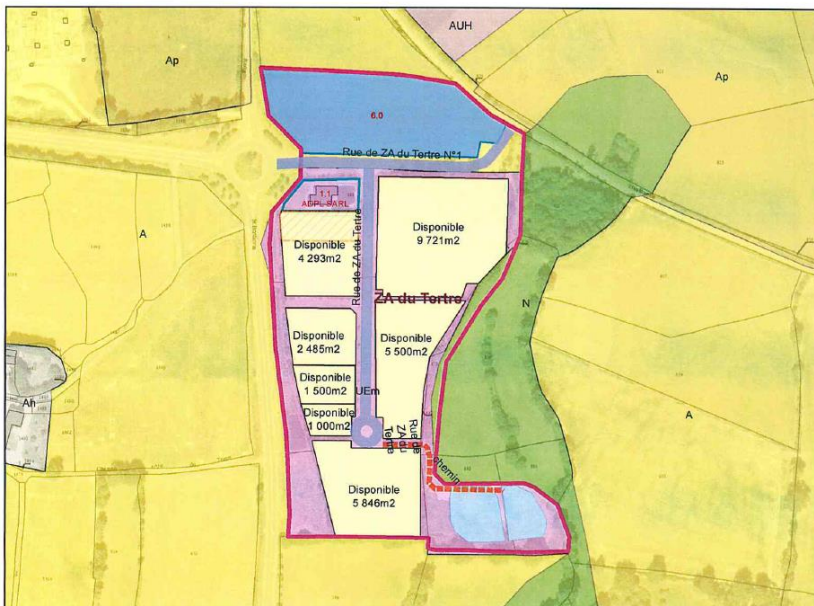 AUH
Ap
Ap
6.0
Rue de ZA du Tertre N°1
1.1
ADPL SARL
A
Disponible
9 721m2
Disponible
4 293m2
Rue de ZA du Tertre
ZA du Tertre
N
Disponible
2 485m2
Disponible
5 500m2
Disponible
1 500m2
UEm
Ah
Disponible
1 000m2
Rue de
ZA du
Tertre
A
chemin
Disponible
5 846m2